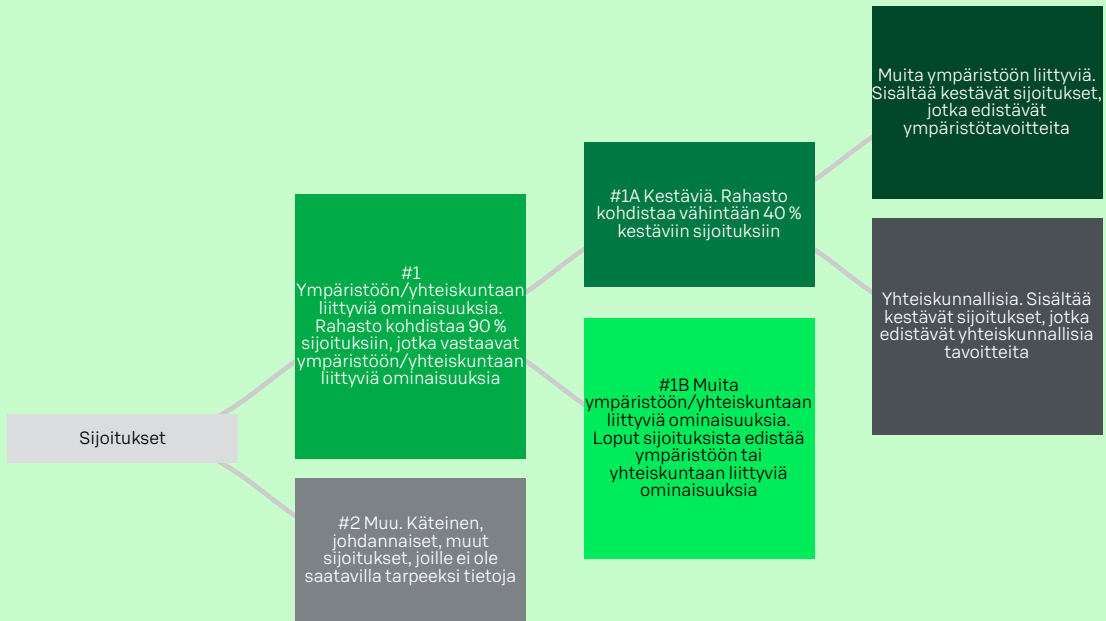 Sijoitukset
#1
Ympäristöön/yhteiskuntaan
liittyviä ominaisuuksia.
Rahasto kohdistaa 90 %
sijoituksiin, jotka vastaavat
ympäristöön/yhteiskuntaan
liittyviä ominaisuuksia
#2 Muu. Käteinen,
johdannaiset, muut
sijoitukset, joille ei ole
saatavilla tarpeeksi tietoja
#1A Kestäviä. Rahasto
kohdistaa vähintään 40 %
kestäviin sijoituksiin
#1B Muita
ympäristöön/yhteiskuntaan
liittyviä ominaisuuksia.
Loput sijoituksista edistää
ympäristöön tai
yhteiskuntaan liittyviä
ominaisuuksia
Muita ympäristöön liittyviä.
Sisältää kestävät sijoitukset,
jotka edistävät
ympäristötavoitteita
Yhteiskunnallisia. Sisältää
kestävät sijoitukset, jotka
edistävät yhteiskunnallisia
tavoitteita